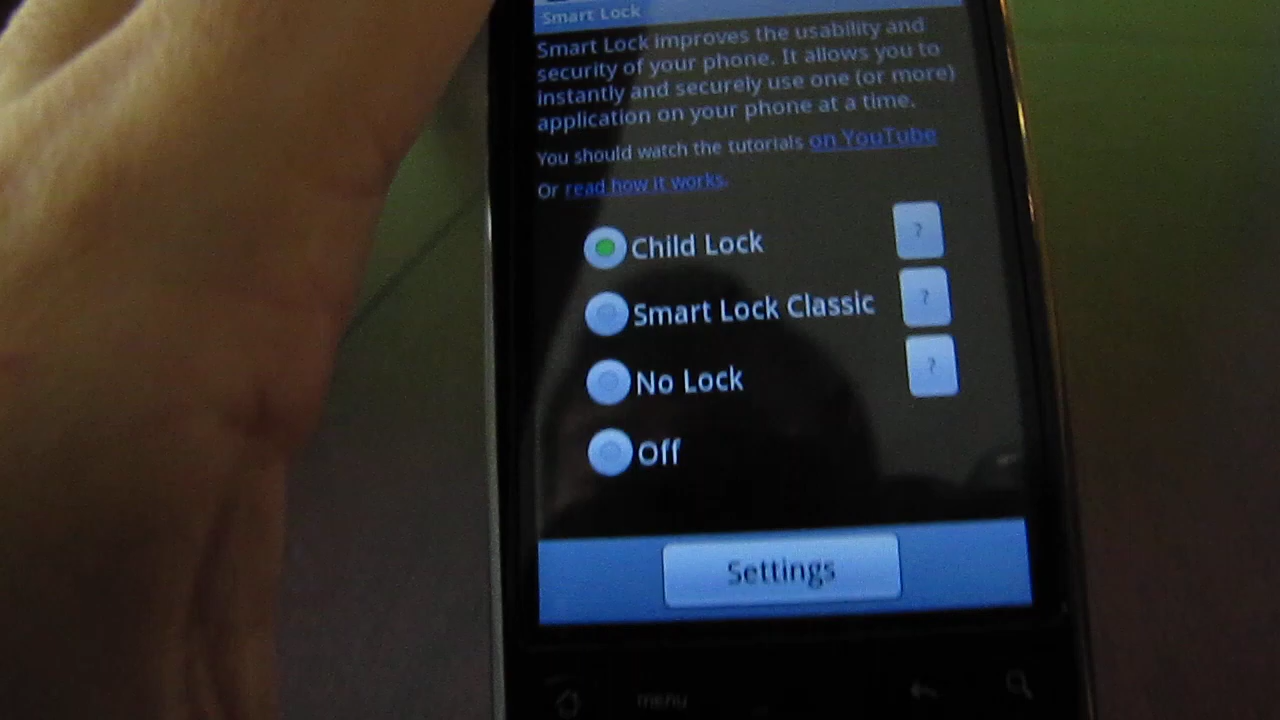 Smart Lock
Smart Lock improves the usability and
security of your phone. It allows you to
instantly and securely use one (or more)
application on your phone at a time.
You should watch the tutorials on YouTube
Or read how it works.
Child Lock ?
Smart Lock Classic ?
No Lock ?
Off
Settings
menu